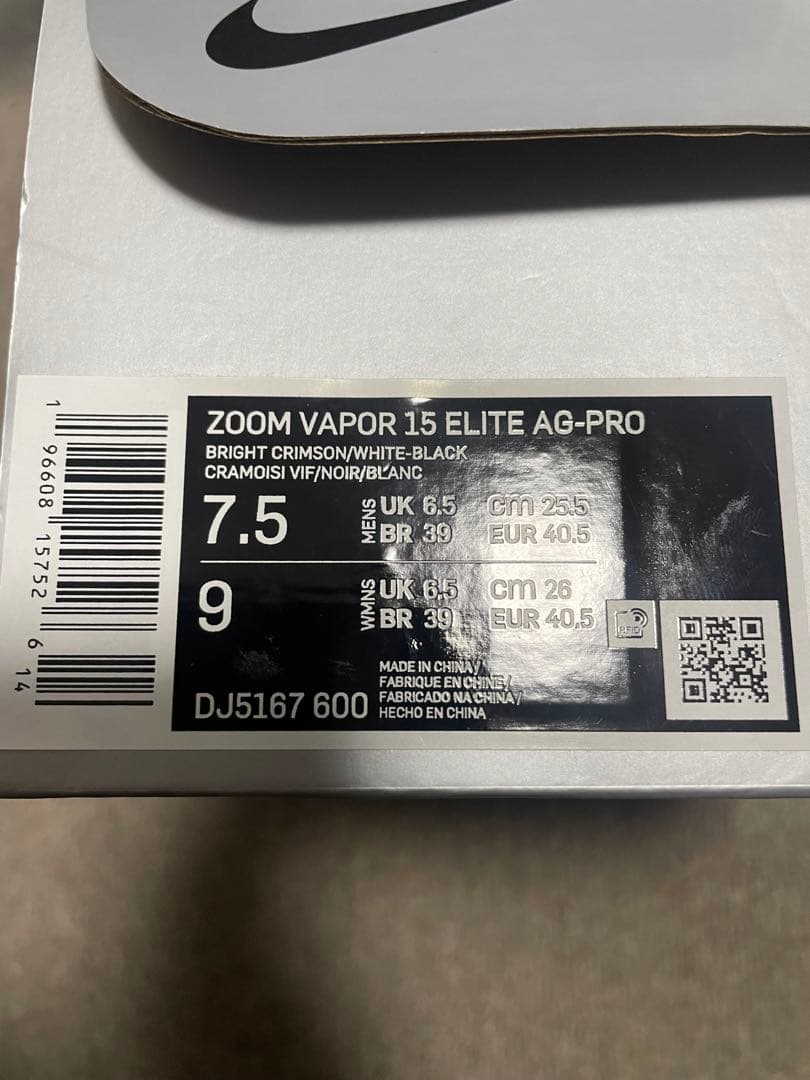 ZOOM VAPOR 15 ELITE AG-PRO
BRIGHT CRIMSON/WHITE-BLACK
CRAMOISI VIF/NOIR/BLANC
7.5 MENS UK 6.5 cm 25.5
BR 39 EUR 40.5
9 WMNS UK 6.5 cm 26
BR 39 EUR 40.5
RFID
DJ5167 600
MADE IN CHINA/
FABRIQUE EN CHINE/
FABRICADO NA CHINA/
HECHO EN CHINA
1 96608 15752 6 14